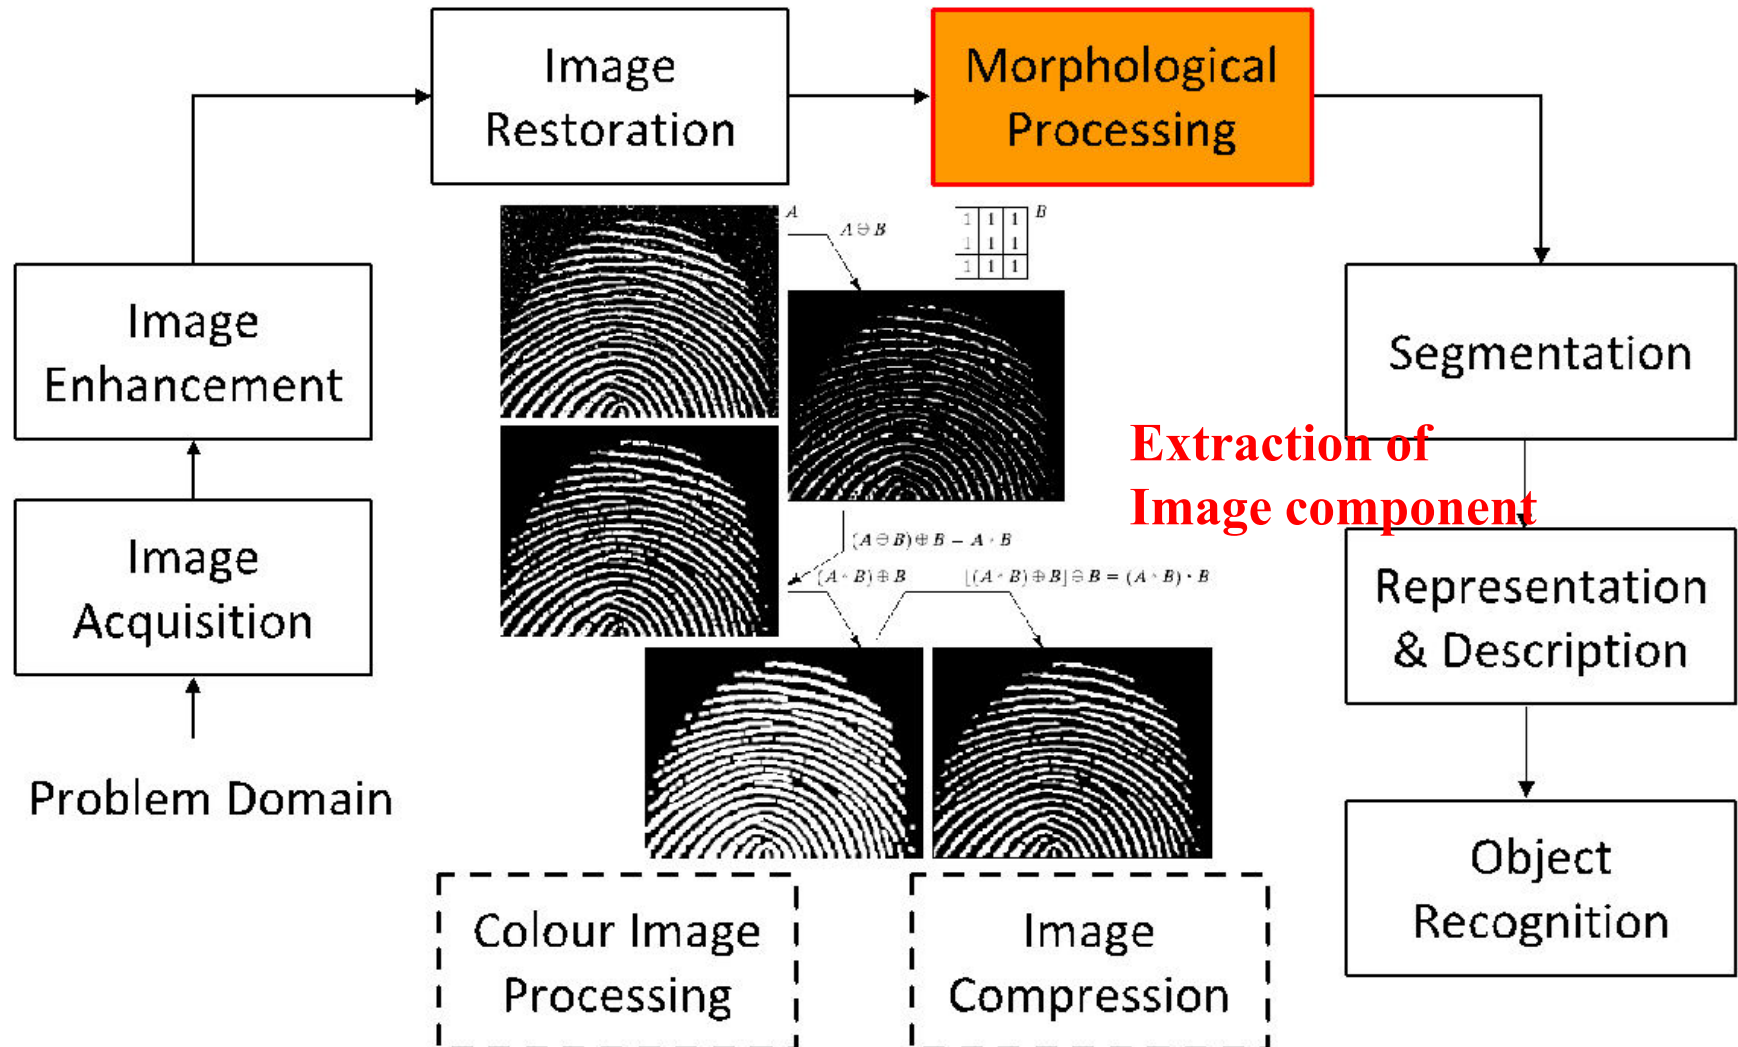 Image
Restoration
Morphological
Processing
A
A ⊖ B
1 1 1
1 1 1
1 1 1
B
Image
Enhancement
Segmentation
Extraction of
Image component
Image
Acquisition
(A ⊖ B) ⊕ B = A ∘ B
(A ∘ B) ⊕ B
[(A ∘ B) ⊕ B] ⊖ B = (A ∘ B) • B
Representation
& Description
Problem Domain
Object
Recognition
Colour Image
Processing
Image
Compression